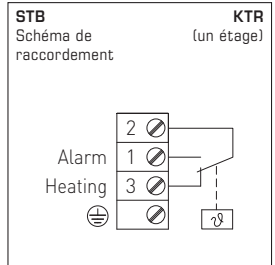 STB KTR
Schéma de (un étage)
raccordement
2
Alarm 1
Heating 3
ϑ